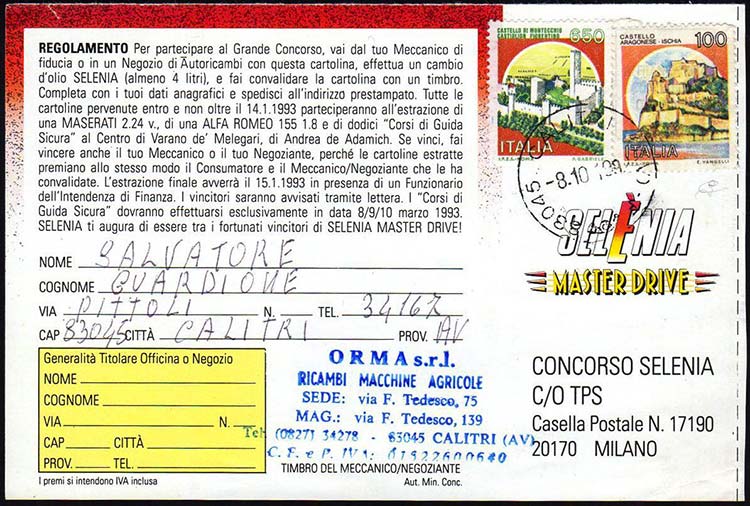 REGOLAMENTO Per partecipare al Grande Concorso, vai dal tuo Meccanico di
fiducia o in un Negozio di Autoricambi con questa cartolina, effettua un cambio
d'olio SELENIA (almeno 4 litri), e fai convalidare la cartolina con un timbro.
Completa con i tuoi dati anagrafici e spedisci all'indirizzo prestampato. Tutte le
cartoline pervenute entro e non oltre il 14.1.1993 parteciperanno all'estrazione di
una MASERATI 2.24 v., di una ALFA ROMEO 155 1.8 e di dodici "Corsi di Guida
Sicura" al Centro di Varano de' Melegari, di Andrea de Adamich. Se vinci, fai
vincere anche il tuo Meccanico o il tuo Negoziante, perché le cartoline estratte
premiano allo stesso modo il Consumatore e il Meccanico/Negoziante che le
ha convalidate. L'estrazione finale avverrà il 15.1.1993 in presenza di un Funzionario
dell'Intendenza di Finanza. I vincitori saranno avvisati tramite lettera. I "Corsi di
Guida Sicura" dovranno effettuarsi esclusivamente in data 8/9/10 marzo 1993.
SELENIA ti augura di essere tra i fortunati vincitori di SELENIA MASTER DRIVE!
CASTELLO DI MONTECCHIO
CASTIGLION FIORENTINO
650
ITALIA
CASTELLO
ARAGONESE - ISCHIA
100
ITALIA
E. VANGELLI
83045
-8.10
SELENIA
MASTER DRIVE
NOME SALVATORE
COGNOME GUARDIONE
VIA PITTOLI N. TEL. 34167
CAP 83045 CITTÀ CALITRI PROV. AV
Generalità Titolare Officina o Negozio
NOME
COGNOME
VIA N.
CAP CITTÀ
PROV. TEL.
I premi si intendono IVA inclusa
ORMA s.r.l.
RICAMBI MACCHINE AGRICOLE
SEDE: via F. Tedesco, 75
MAG.: via F. Tedesco, 139
Tel. (0827) 34278 - 83045 CALITRI (AV)
C. F. e P. IVA: 01522600640
TIMBRO DEL MECCANICO/NEGOZIANTE
Aut. Min. Conc.
CONCORSO SELENIA
C/O TPS
Casella Postale N. 17190
20170 MILANO